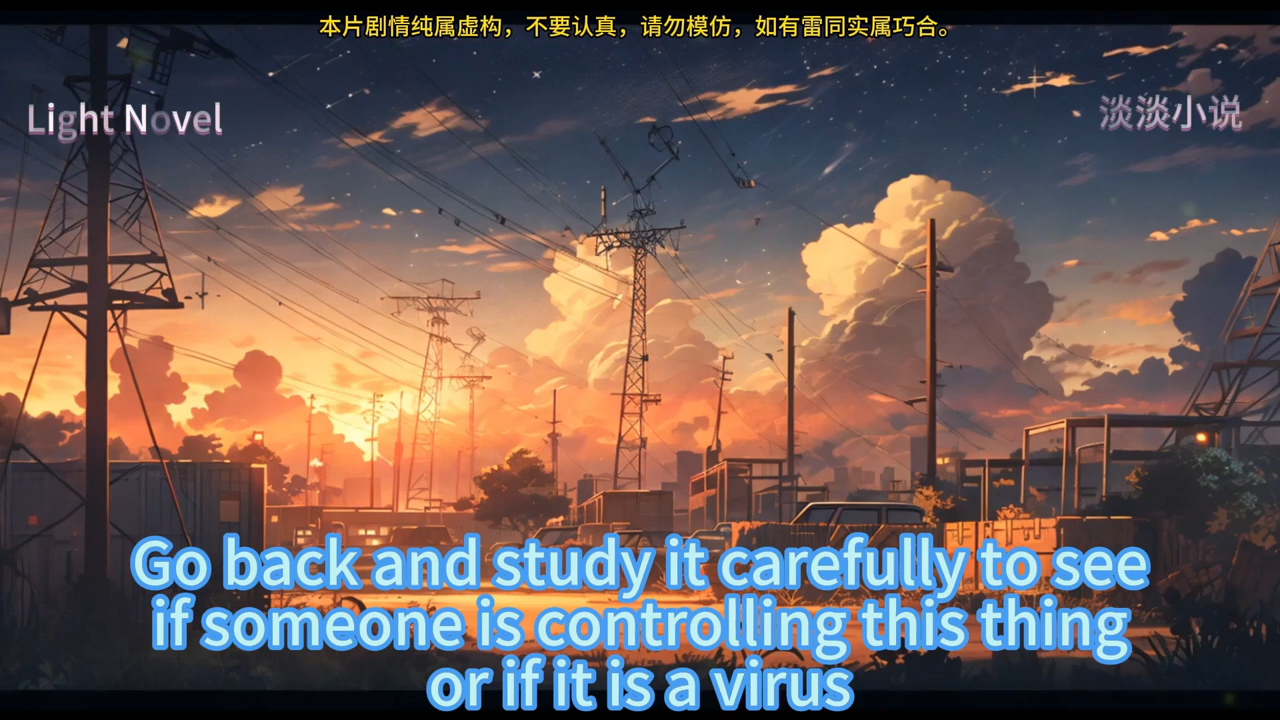 本片剧情纯属虚构，不要认真，请勿模仿，如有雷同实属巧合。
Light Novel
淡淡小说
Go back and study it carefully to see
if someone is controlling this thing
or if it is a virus